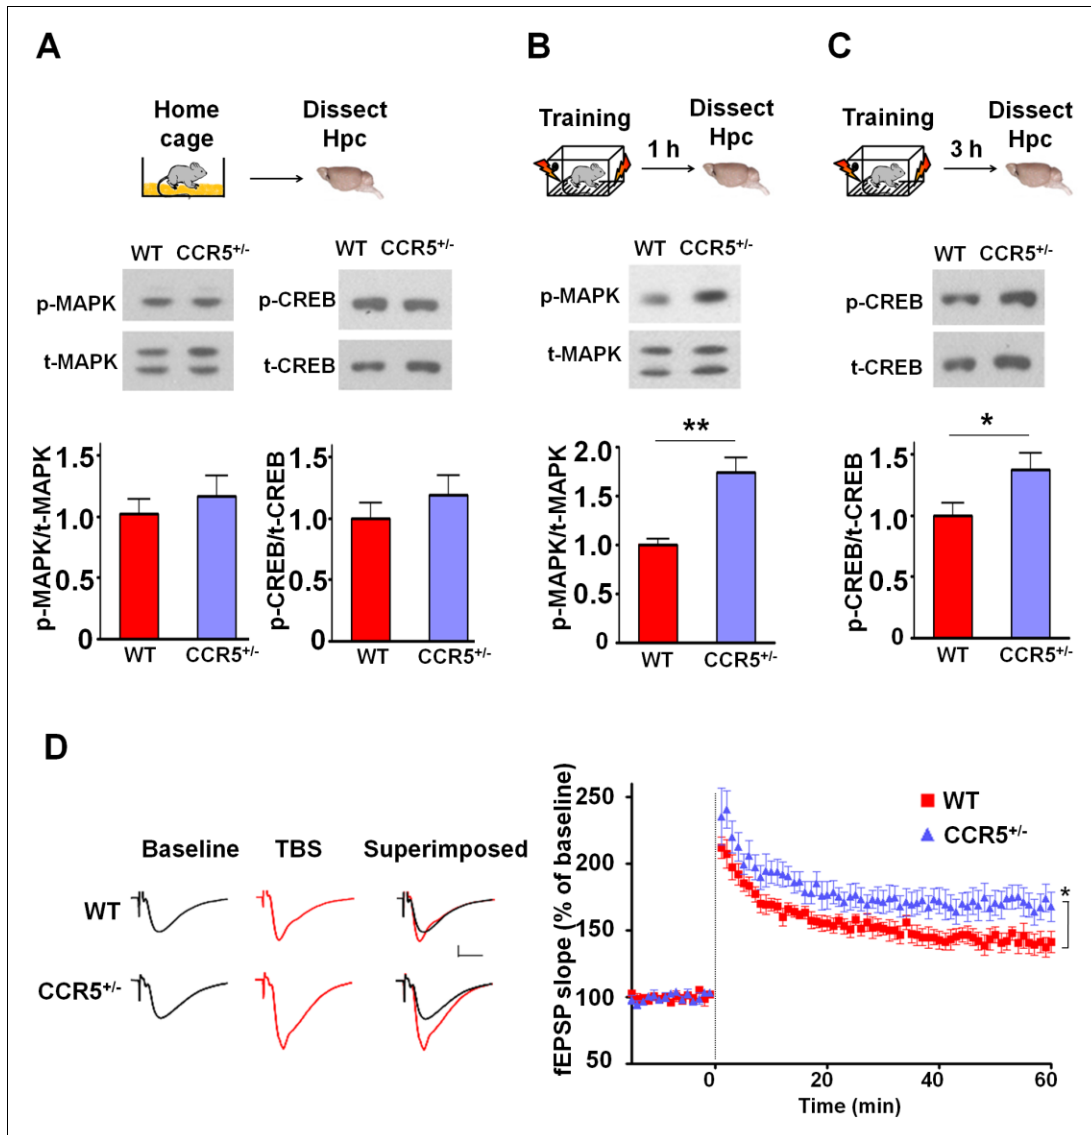 A
Home
cage
Dissect
Hpc
WT CCR5+/-
p-MAPK
t-MAPK
WT CCR5+/-
p-CREB
t-CREB
p-MAPK/t-MAPK
1.5
1.0
0.5
0
WT CCR5+/-
p-CREB/t-CREB
1.5
1.0
0.5
0
WT CCR5+/-
B
Training
1 h
Dissect
Hpc
WT CCR5+/-
p-MAPK
t-MAPK
**
p-MAPK/t-MAPK
2.0
1.5
1.0
0.5
0
WT CCR5+/-
C
Training
3 h
Dissect
Hpc
WT CCR5+/-
p-CREB
t-CREB
*
p-CREB/t-CREB
1.5
1.0
0.5
0
WT CCR5+/-
D
Baseline TBS Superimposed
WT
CCR5+/-
fEPSP slope (% of baseline)
250
200
150
100
50
WT
CCR5+/-
*
0 20 40 60
Time (min)